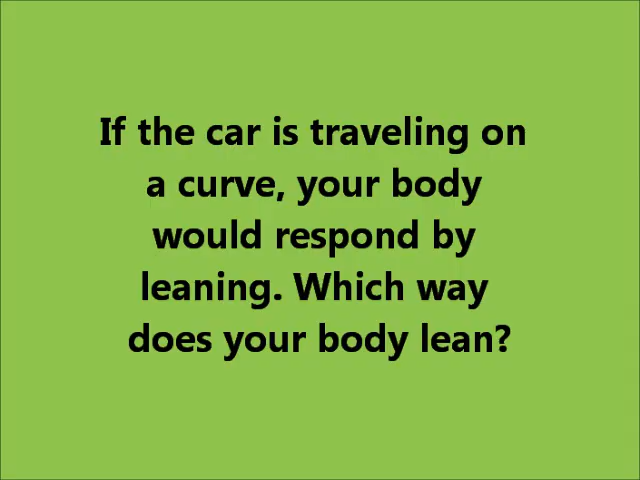 If the car is traveling on
a curve, your body
would respond by
leaning. Which way
does your body lean?